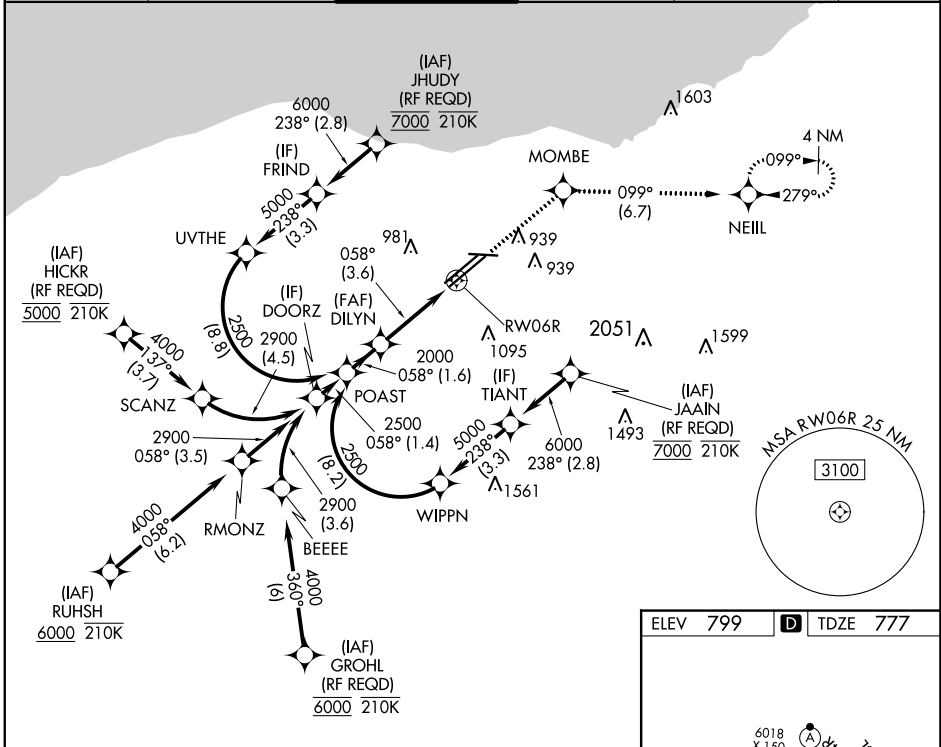 (IAF)
JHUDY
(RF REQD)
7000 210K
6000
238° (2.8)
(IF)
FRIND
5000
238°
(3.3)
UVTHE
1603
4 NM
MOMBE
099°
279°
099°
(6.7)
NEIIL
981
939
939
058°
(3.6)
(IAF)
HICKR
(RF REQD)
5000 210K
(IF)
DOORZ
(FAF)
DILYN
2500
(8.8)
2900
(4.5)
4000
137°
(3.7)
SCANZ
RW06R
1095
2051
1599
2000
058° (1.6)
POAST
(IF)
TIANT
(IAF)
JAAIN
(RF REQD)
7000 210K
1493
2500
058° (1.4)
5000
238°
(3.3)
6000
238° (2.8)
2900
058° (3.5)
2500
(8.2)
1561
WIPPN
MSA RW06R 25 NM
3100
RMONZ
2900
(3.6)
BEEEE
4000
058°
(6.2)
4000
360°
(6)
(IAF)
RUHSH
6000 210K
(IAF)
GROHL
(RF REQD)
6000 210K
ELEV 799 D TDZE 777
6018
X 150
A